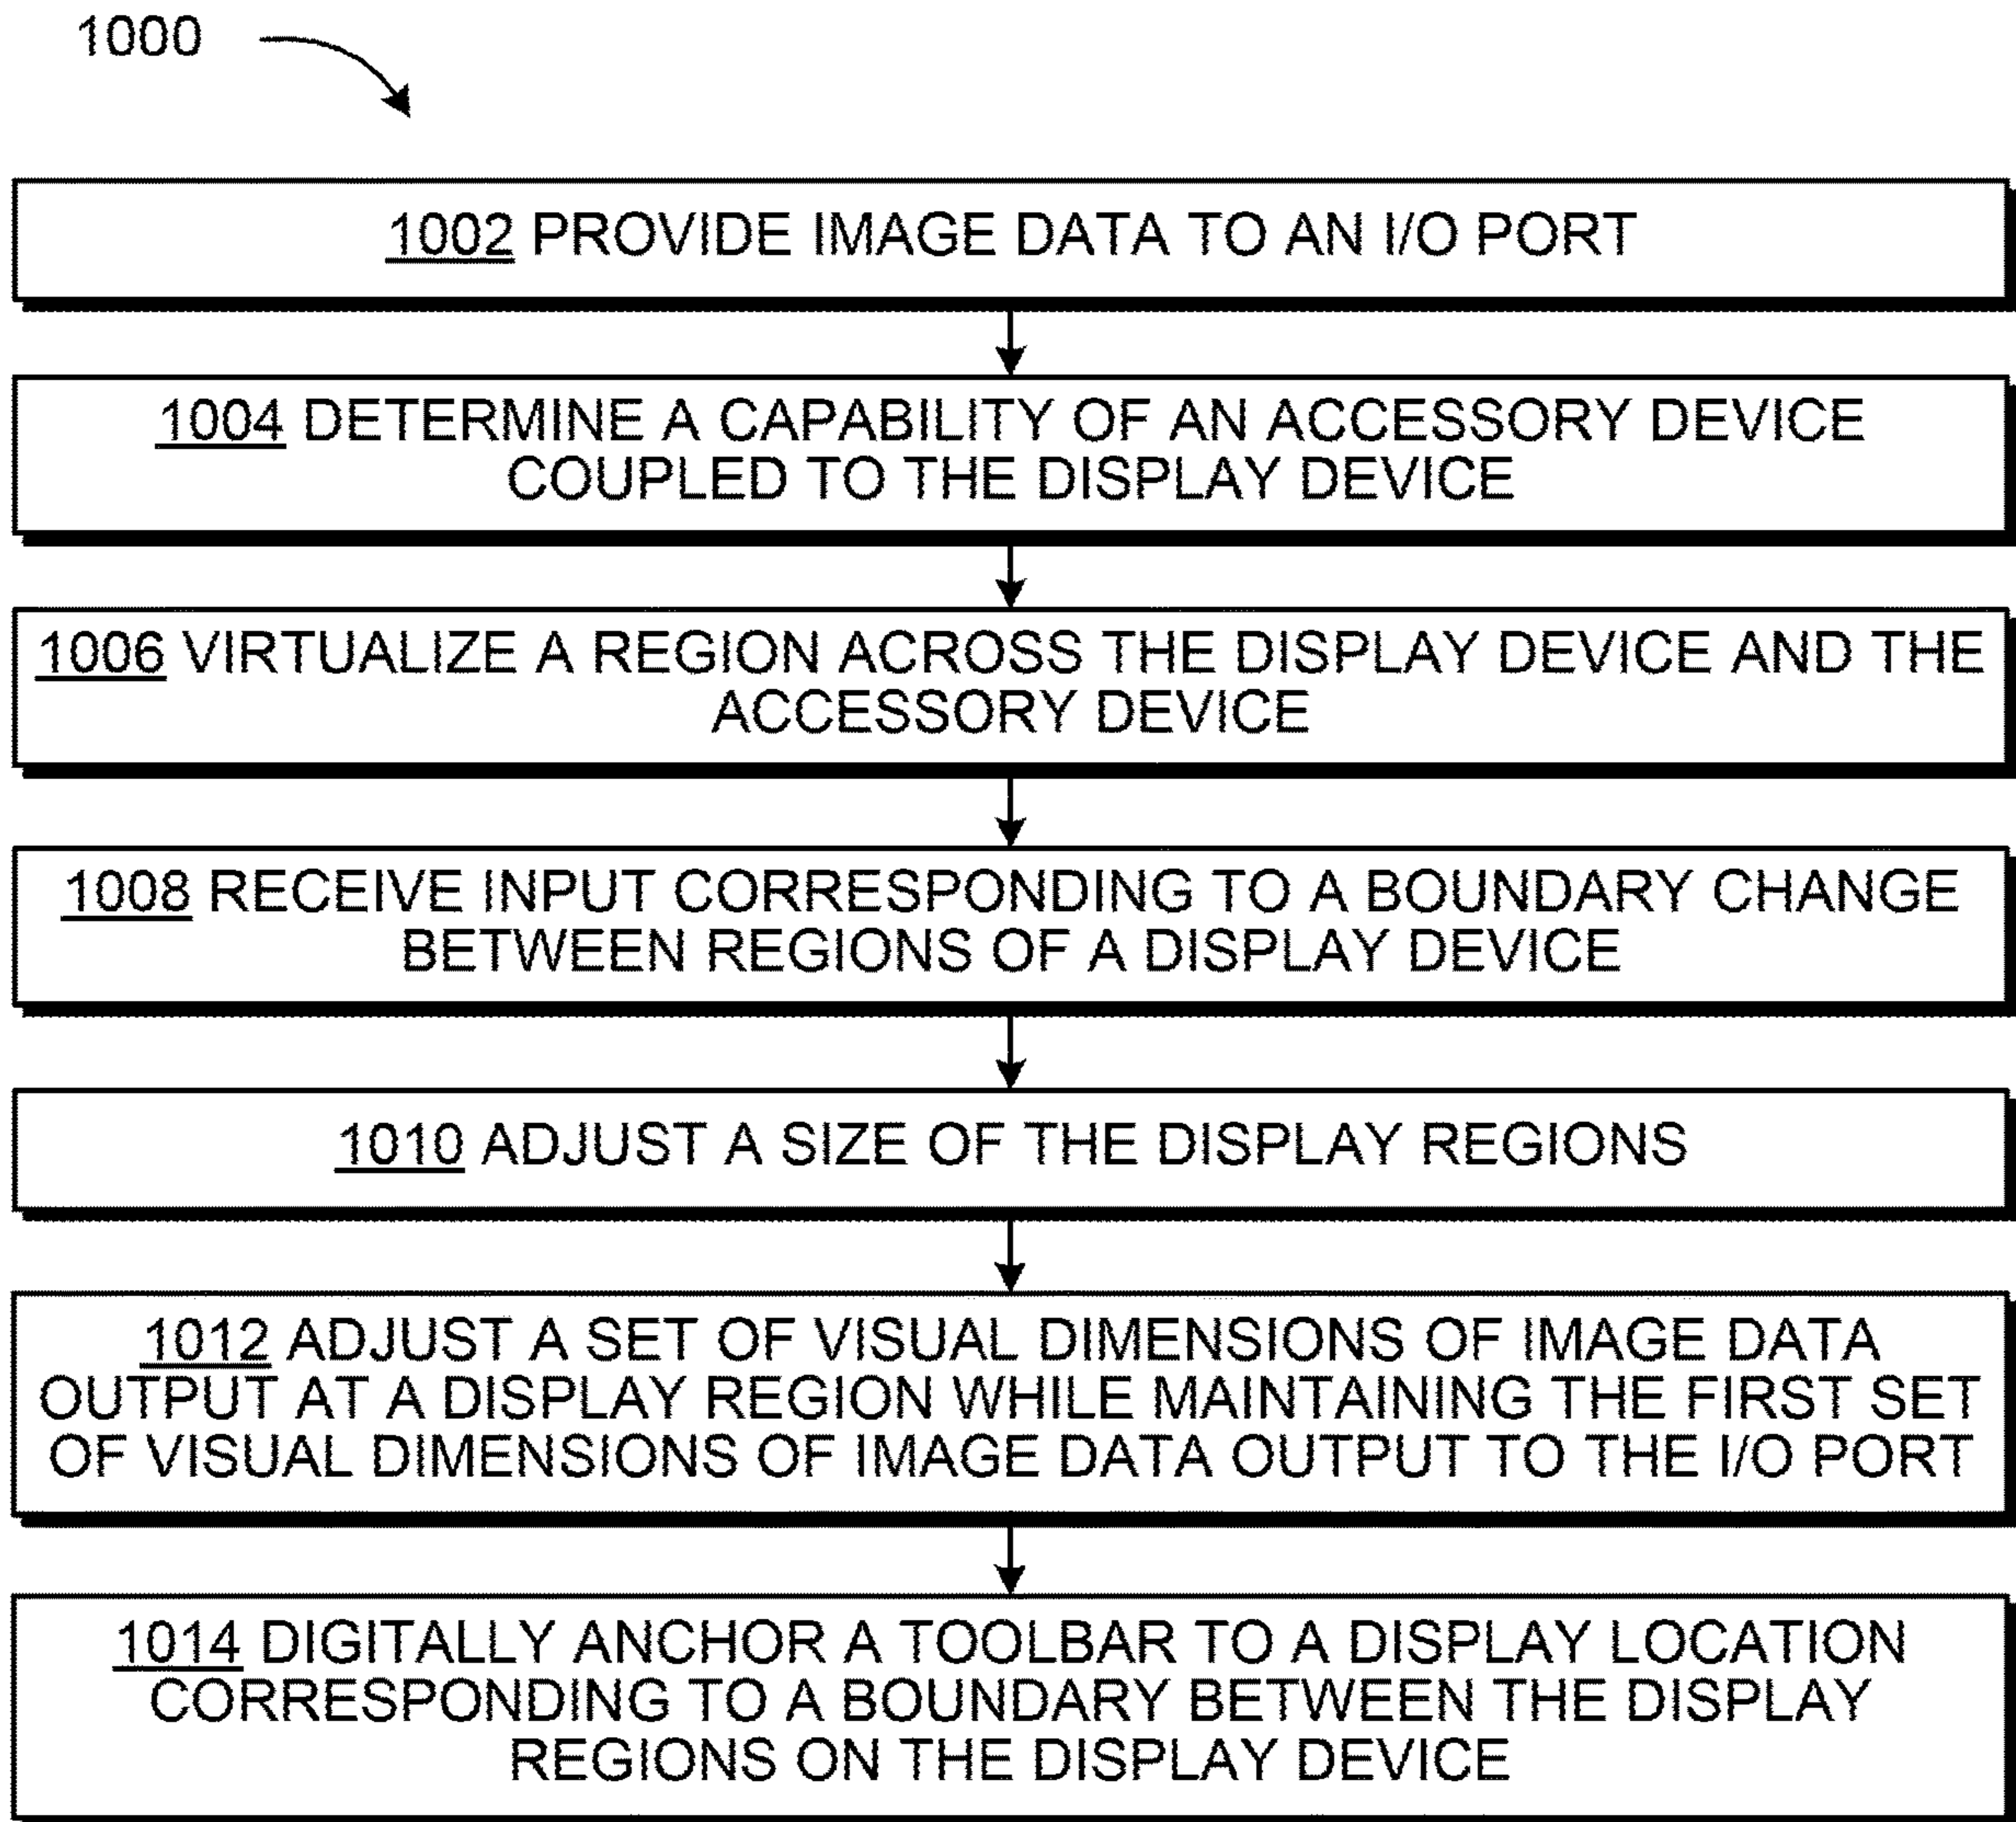 1000
1002 PROVIDE IMAGE DATA TO AN I/O PORT
1004 DETERMINE A CAPABILITY OF AN ACCESSORY DEVICE
COUPLED TO THE DISPLAY DEVICE
1006 VIRTUALIZE A REGION ACROSS THE DISPLAY DEVICE AND THE
ACCESSORY DEVICE
1008 RECEIVE INPUT CORRESPONDING TO A BOUNDARY CHANGE
BETWEEN REGIONS OF A DISPLAY DEVICE
1010 ADJUST A SIZE OF THE DISPLAY REGIONS
1012 ADJUST A SET OF VISUAL DIMENSIONS OF IMAGE DATA
OUTPUT AT A DISPLAY REGION WHILE MAINTAINING THE FIRST SET
OF VISUAL DIMENSIONS OF IMAGE DATA OUTPUT TO THE I/O PORT
1014 DIGITALLY ANCHOR A TOOLBAR TO A DISPLAY LOCATION
CORRESPONDING TO A BOUNDARY BETWEEN THE DISPLAY
REGIONS ON THE DISPLAY DEVICE